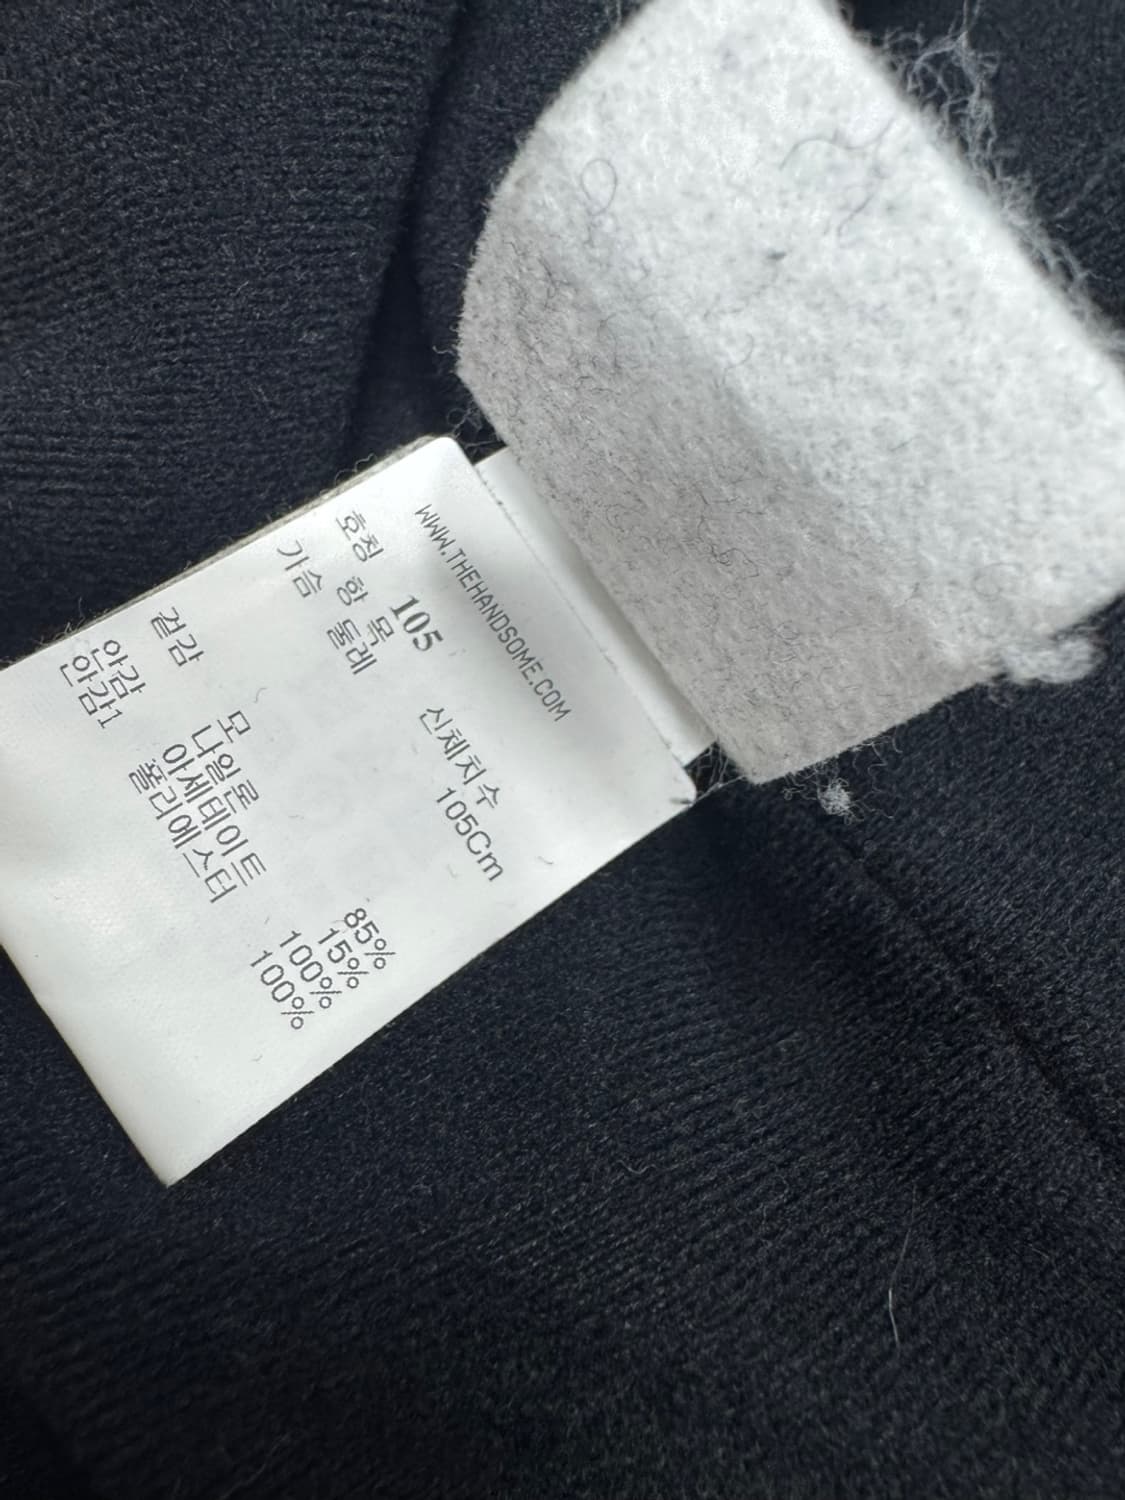 WWW.THEHANDSOME.COM
호칭 105
항목 신체치수
가슴둘레 105Cm
겉감 모 85%
나일론 15%
안감 아세테이트 100%
안감1 폴리에스터 100%